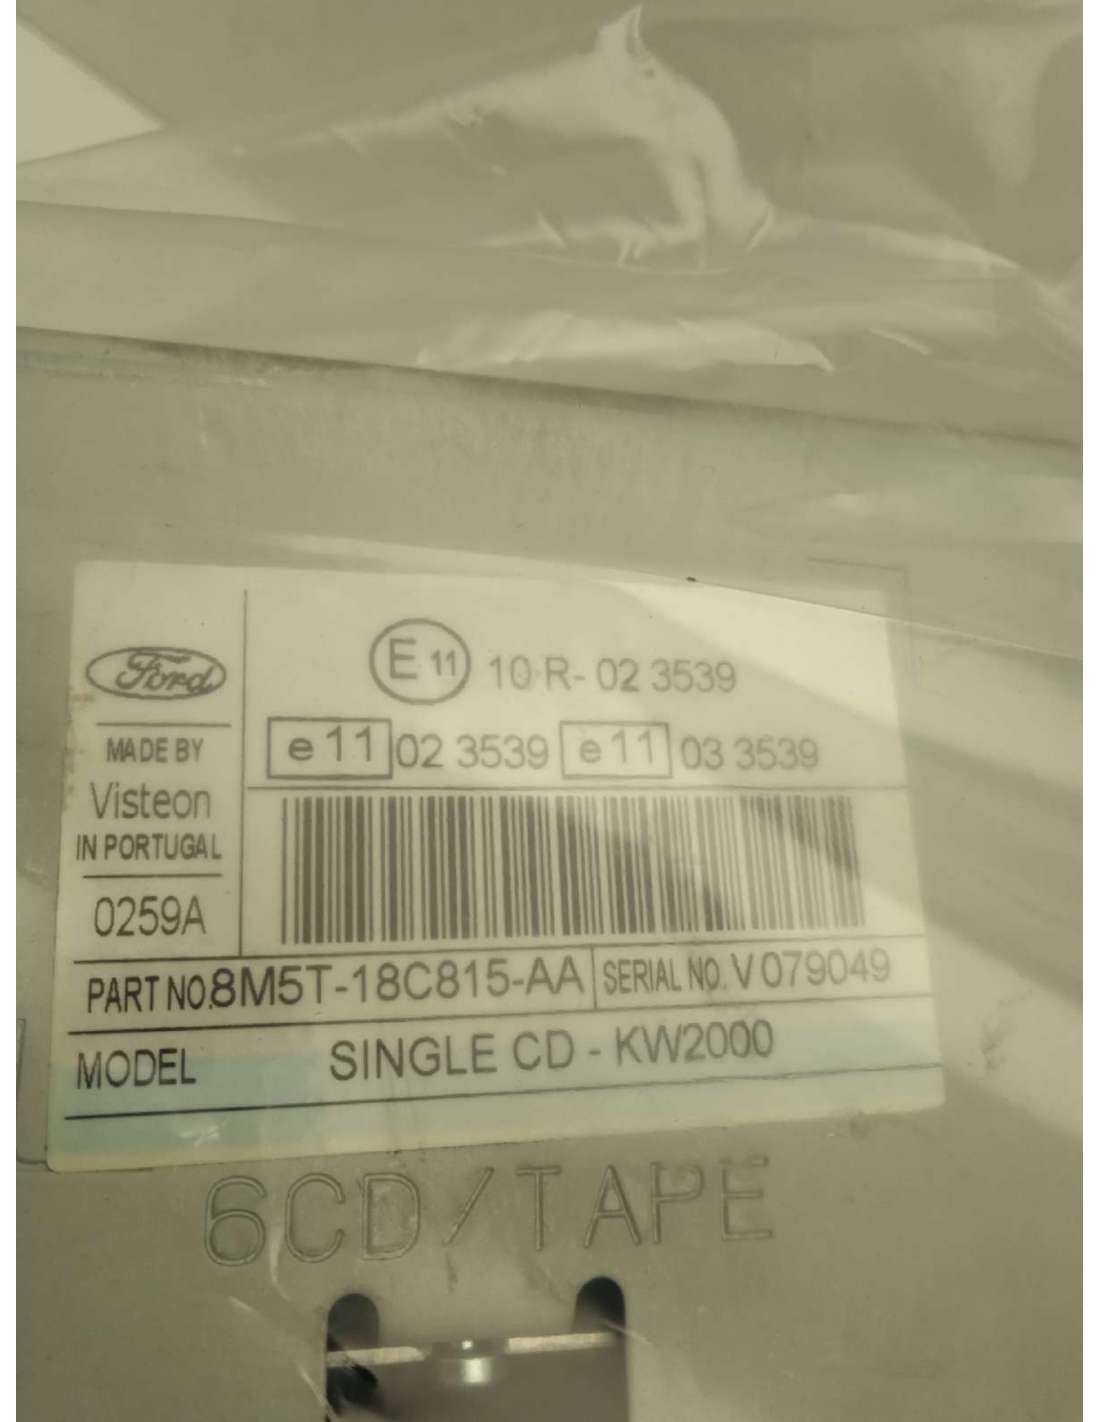 Ford
MADE BY
Visteon
IN PORTUGAL
0259A
E 11 10 R- 02 3539
e 11 02 3539 e 11 03 3539
PART NO. 8M5T-18C815-AA SERIAL NO. V 079049
MODEL SINGLE CD - KW2000
6CD/TAPE